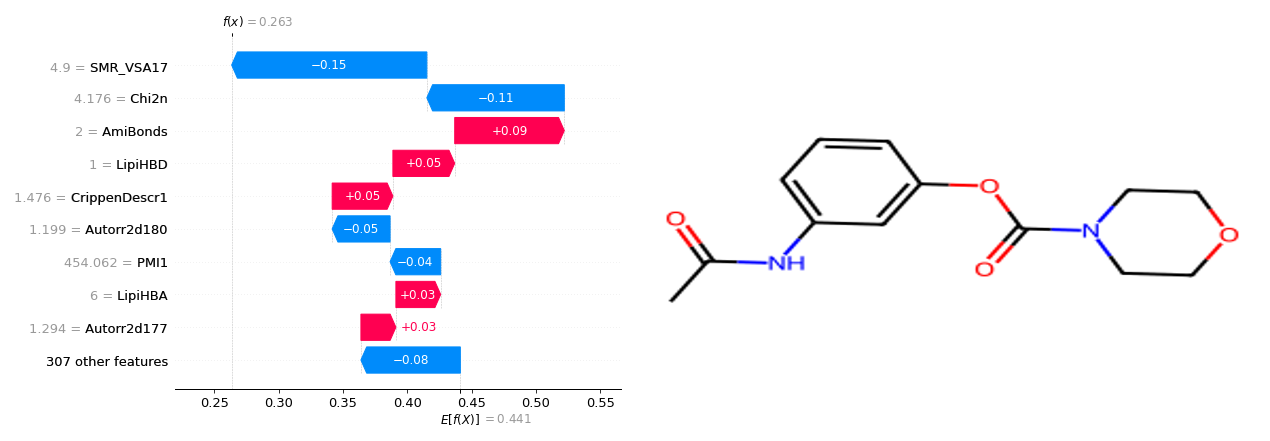 f(x) = 0.263
4.9 = SMR_VSA17
−0.15
4.176 = Chi2n
−0.11
2 = AmiBonds
+0.09
1 = LipiHBD
+0.05
1.476 = CrippenDescr1
+0.05
1.199 = Autorr2d180
−0.05
454.062 = PMI1
−0.04
6 = LipiHBA
+0.03
1.294 = Autorr2d177
+0.03
307 other features
−0.08
0.25 0.30 0.35 0.40 0.45 0.50 0.55
E[f(X)] = 0.441
O
O
N
O
O
NH